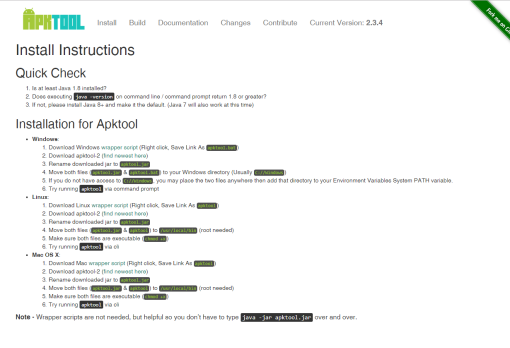 APKTOOL Install Build Documentation Changes Contribute Current Version: 2.3.4
Fork me on G
Install Instructions
Quick Check
1. Is at least Java 1.8 installed?
2. Does executing java -version on command line / command prompt return 1.8 or greater?
3. If not, please install Java 8+ and make it the default. (Java 7 will also work at this time)
Installation for Apktool
• Windows:
1. Download Windows wrapper script (Right click, Save Link As apktool.bat)
2. Download apktool-2 (find newest here)
3. Rename downloaded jar to apktool.jar
4. Move both files (apktool.jar & apktool.bat) to your Windows directory (Usually C://Windows)
5. If you do not have access to C://Windows, you may place the two files anywhere then add that directory to your Environment Variables System PATH variable.
6. Try running apktool via command prompt
• Linux:
1. Download Linux wrapper script (Right click, Save Link As apktool)
2. Download apktool-2 (find newest here)
3. Rename downloaded jar to apktool.jar
4. Move both files (apktool.jar & apktool) to /usr/local/bin (root needed)
5. Make sure both files are executable (chmod +x)
6. Try running apktool via cli
• Mac OS X:
1. Download Mac wrapper script (Right click, Save Link As apktool)
2. Download apktool-2 (find newest here)
3. Rename downloaded jar to apktool.jar
4. Move both files (apktool.jar & apktool) to /usr/local/bin (root needed)
5. Make sure both files are executable (chmod +x)
6. Try running apktool via cli
Note - Wrapper scripts are not needed, but helpful so you don't have to type java -jar apktool.jar over and over.